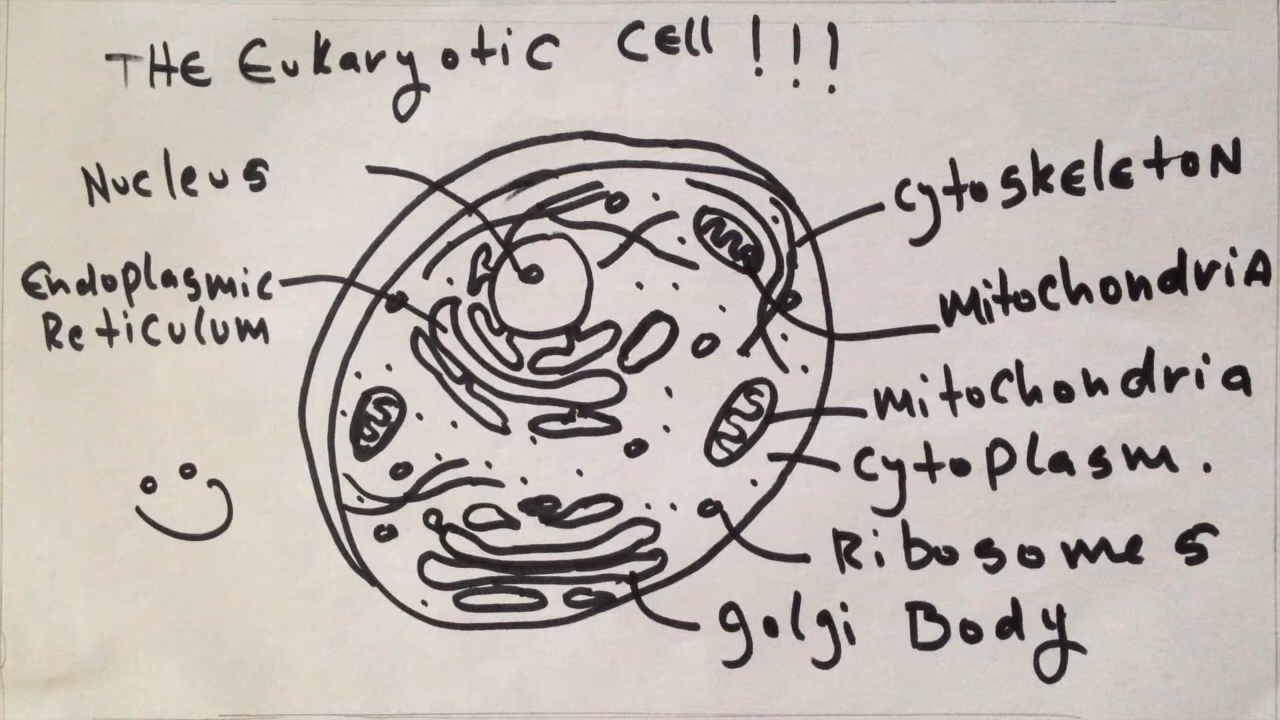 THE Eukaryotic Cell !!!
Nucleus
Endoplasmic
Reticulum
Cytoskeleton
Mitochondria
Mitochondria
Cytoplasm.
Ribosomes
golgi Body